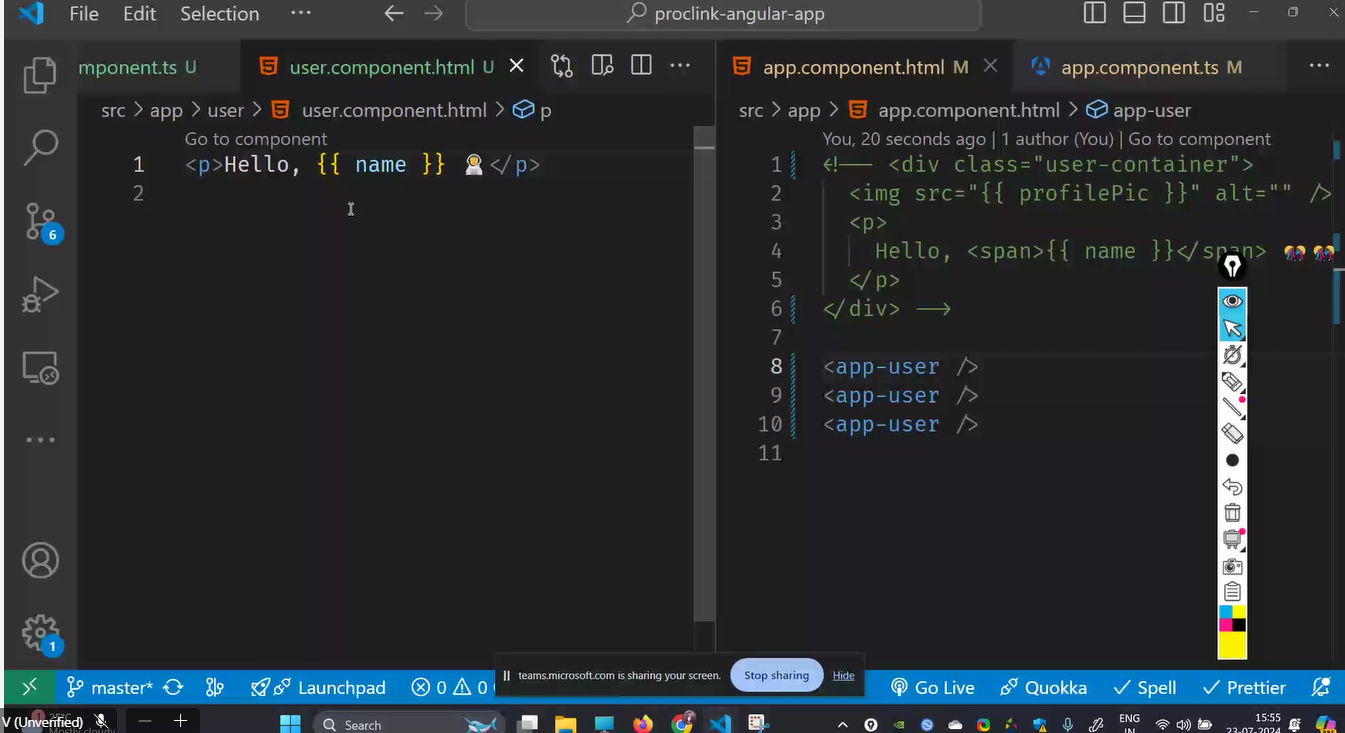 File Edit Selection ··· proclink-angular-app
mponent.ts U user.component.html U app.component.html M app.component.ts M
src > app > user > user.component.html > p
src > app > app.component.html > app-user
Go to component
1 <p>Hello, {{ name }} 👩‍🚀</p>
2
You, 20 seconds ago | 1 author (You) | Go to component
1 <!-- <div class="user-container">
2 <img src="{{ profilePic }}" alt="" />
3 <p>
4 Hello, <span>{{ name }}</span> 🎊🎊
5 </p>
6 </div> -->
7
8 <app-user />
9 <app-user />
10 <app-user />
11
6
1
teams.microsoft.com is sharing your screen. Stop sharing Hide
master* Launchpad 0 0 Go Live Quokka Spell Prettier
V (Unverified) Mostly cloudy Search ENG IN 15:55 23-07-2024